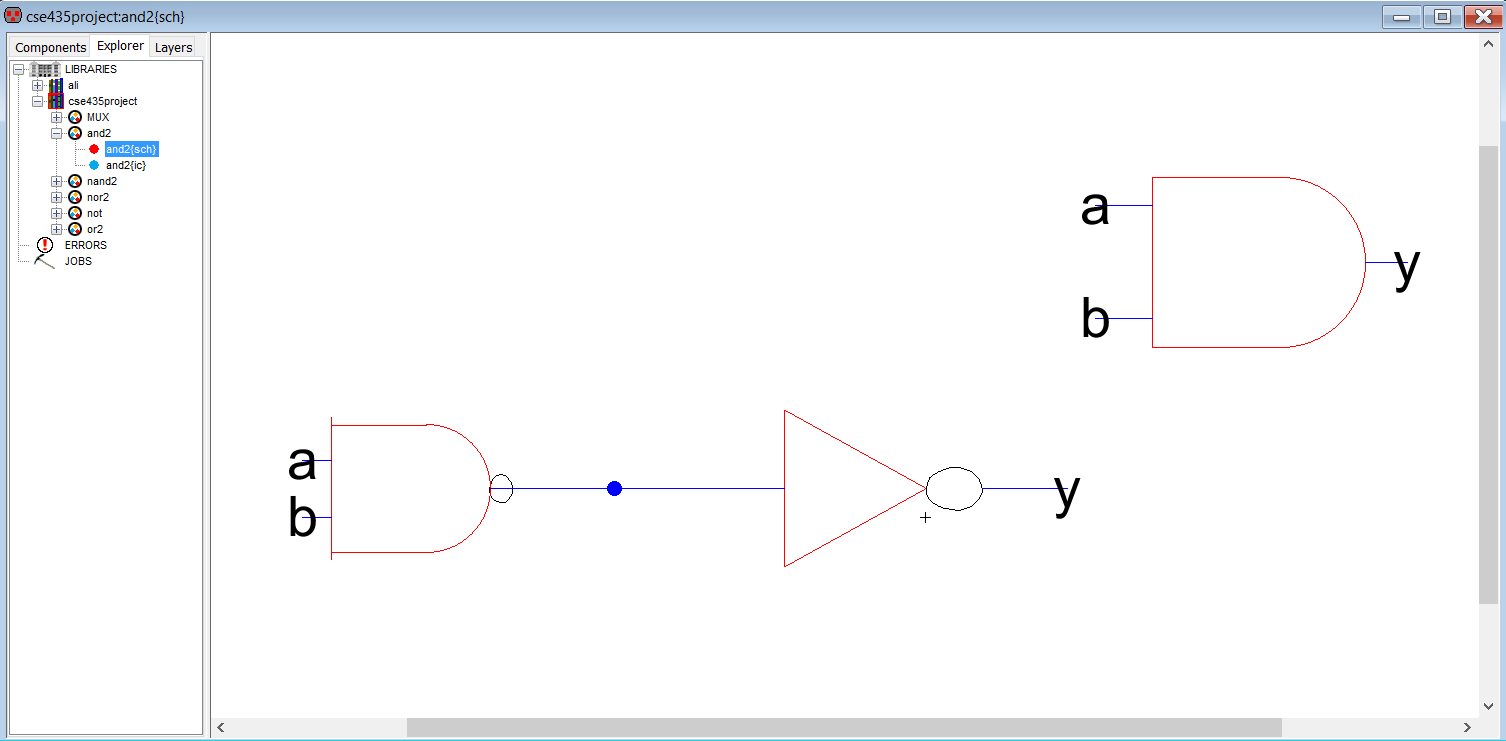 cse435project:and2{sch}
Components Explorer Layers
LIBRARIES
ali
cse435project
MUX
and2
and2{sch}
and2{ic}
nand2
nor2
not
or2
ERRORS
JOBS
a
b
y
a
b
y